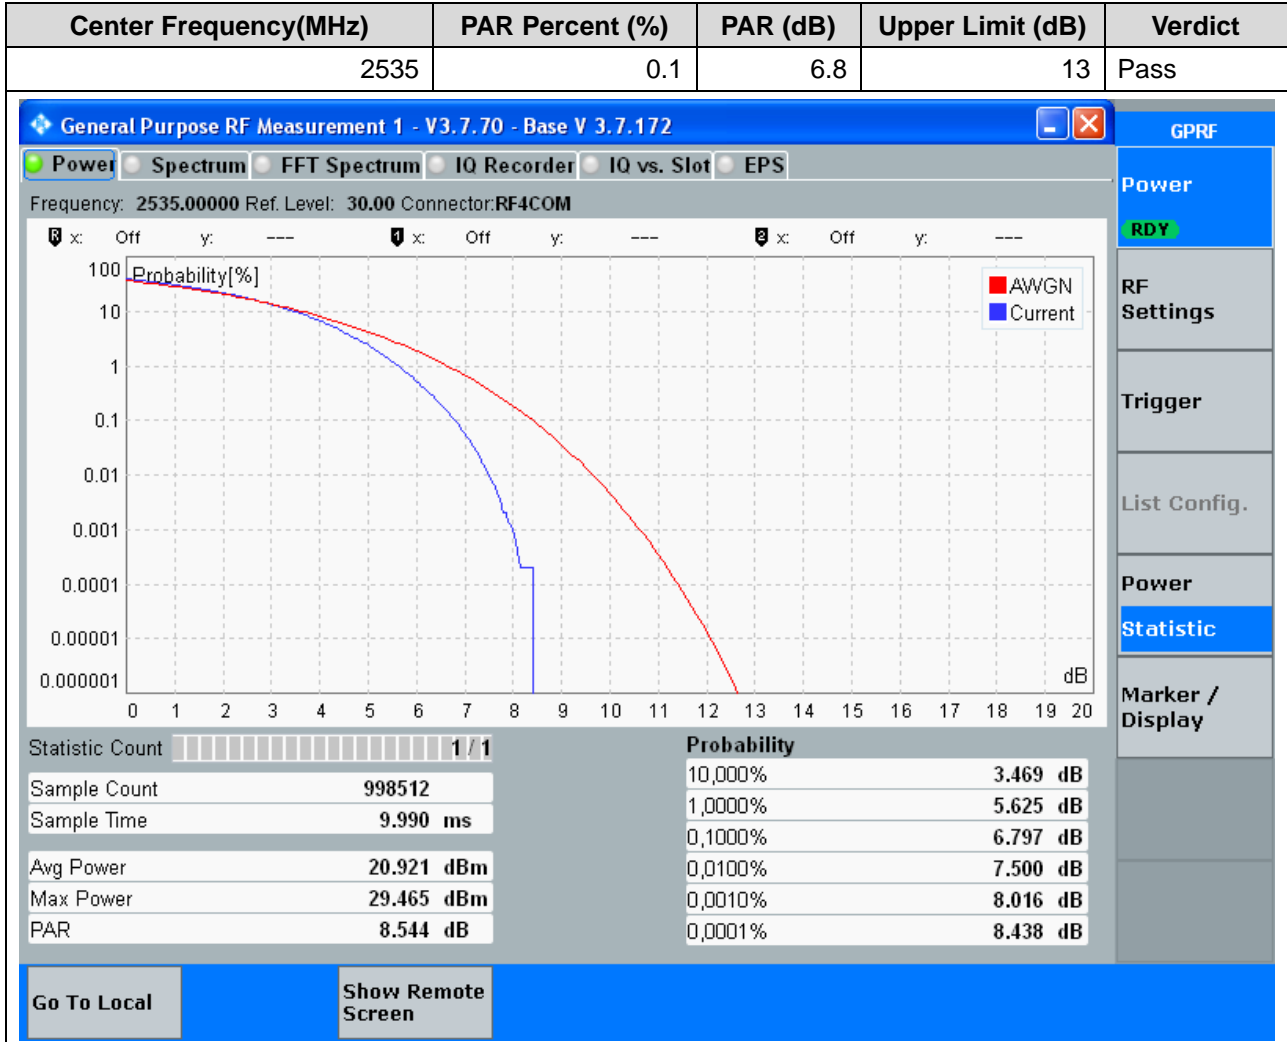 Center Frequency(MHz) PAR Percent (%) PAR (dB) Upper Limit (dB) Verdict
2535 0.1 6.8 13 Pass
General Purpose RF Measurement 1 - V3.7.70 - Base V 3.7.172
GPRF
Power Spectrum FFT Spectrum IQ Recorder IQ vs. Slot EPS
Frequency: 2535.00000 Ref. Level: 30.00 Connector:RF4COM
R x: Off y: --- 1 x: Off y: --- 2 x: Off y: ---
Probability[%]
100
10
1
0.1
0.01
0.001
0.0001
0.00001
0.000001
AWGN
Current
dB
0 1 2 3 4 5 6 7 8 9 10 11 12 13 14 15 16 17 18 19 20
Statistic Count 1 / 1
Sample Count 998512
Sample Time 9.990 ms
Avg Power 20.921 dBm
Max Power 29.465 dBm
PAR 8.544 dB
Probability
10,000% 3.469 dB
1,0000% 5.625 dB
0,1000% 6.797 dB
0,0100% 7.500 dB
0,0010% 8.016 dB
0,0001% 8.438 dB
Power
RDY
RF
Settings
Trigger
List Config.
Power
Statistic
Marker /
Display
Go To Local
Show Remote
Screen